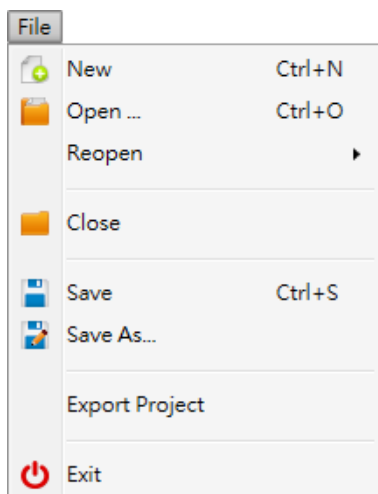 File
New Ctrl+N
Open ... Ctrl+O
Reopen
Close
Save Ctrl+S
Save As...
Export Project
Exit